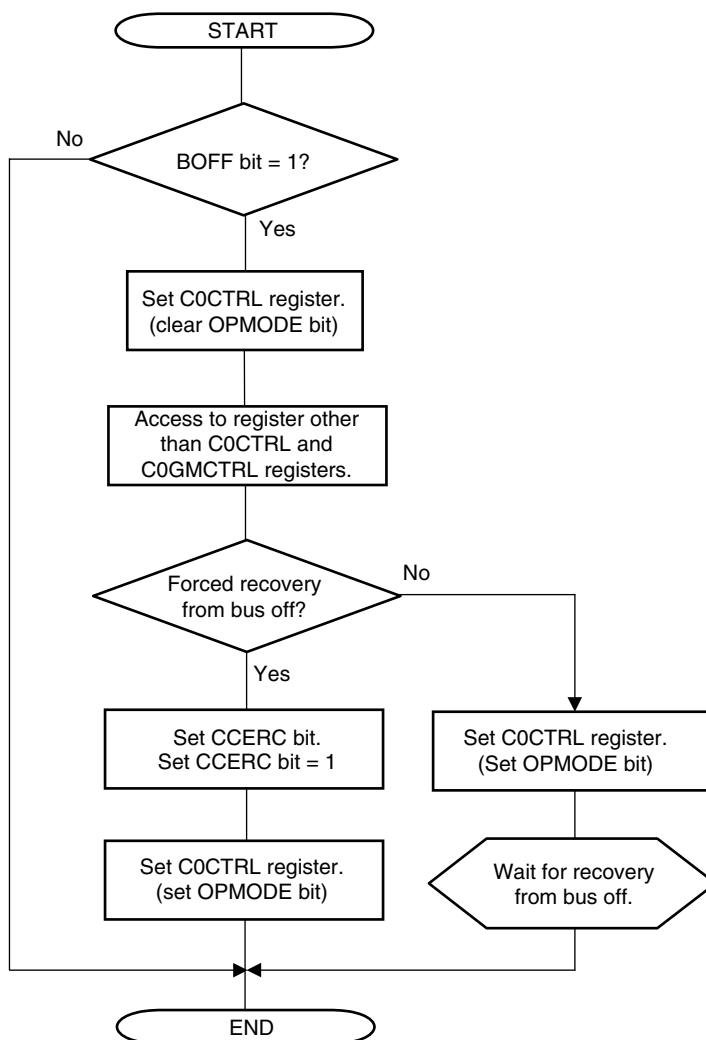 START
No
BOFF bit = 1?
Yes
Set C0CTRL register.
(clear OPMODE bit)
Access to register other
than C0CTRL and
C0GMCTRL registers.
Forced recovery
from bus off?
No
Yes
Set CCERC bit.
Set CCERC bit = 1
Set C0CTRL register.
(Set OPMODE bit)
Set C0CTRL register.
(set OPMODE bit)
Wait for recovery
from bus off.
END